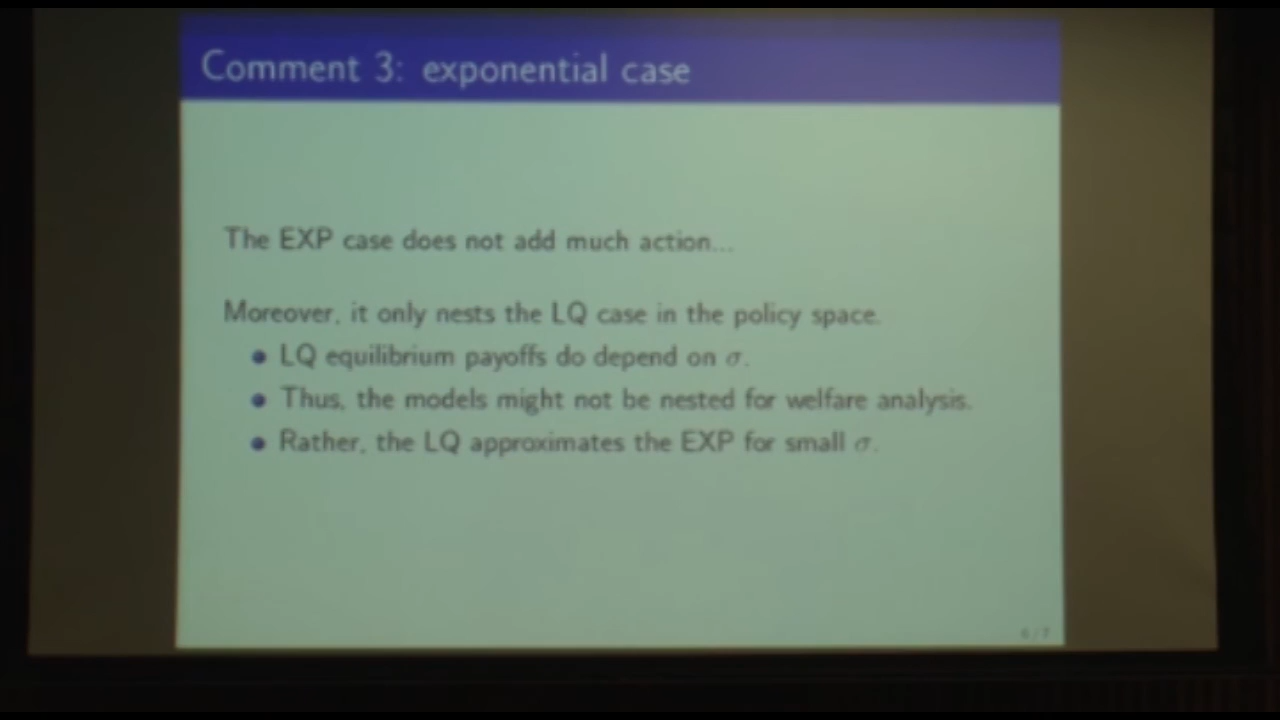 Comment 3: exponential case
The EXP case does not add much action...
Moreover, it only nests the LQ case in the policy space.
• LQ equilibrium payoffs do depend on σ.
• Thus, the models might not be nested for welfare analysis.
• Rather, the LQ approximates the EXP for small σ.
6 / 7